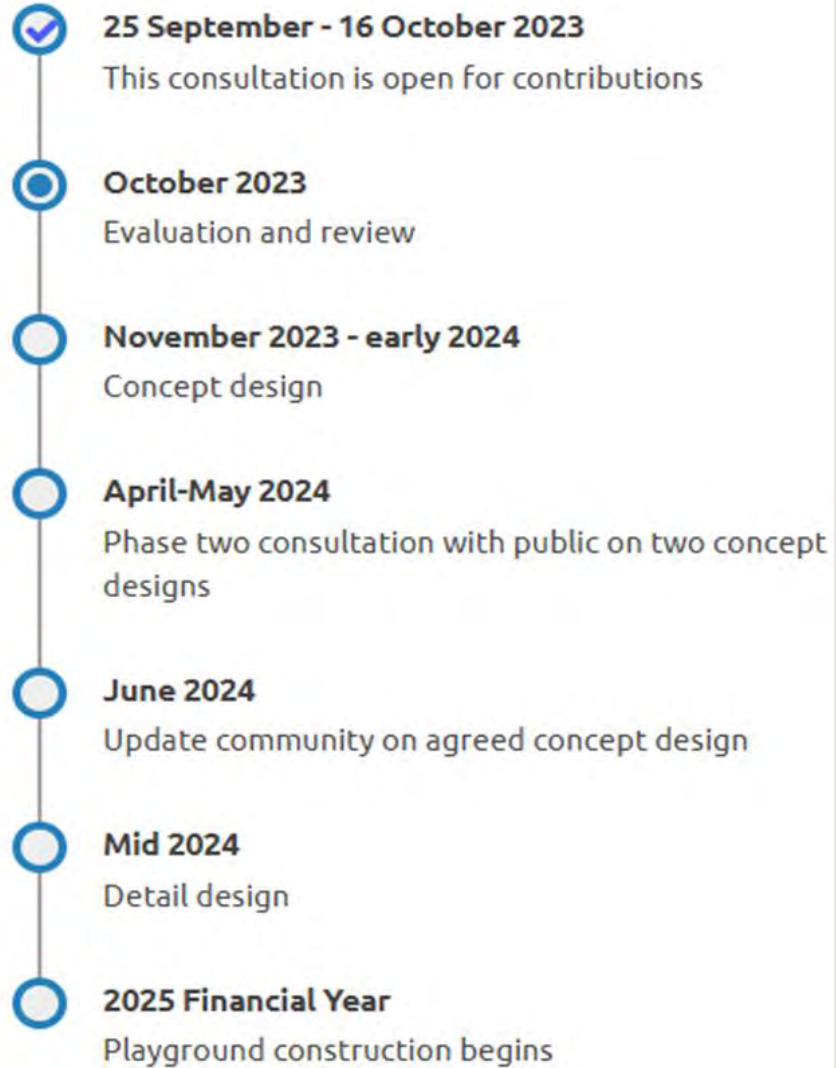 25 September - 16 October 2023
This consultation is open for contributions
October 2023
Evaluation and review
November 2023 - early 2024
Concept design
April-May 2024
Phase two consultation with public on two concept
designs
June 2024
Update community on agreed concept design
Mid 2024
Detail design
2025 Financial Year
Playground construction begins